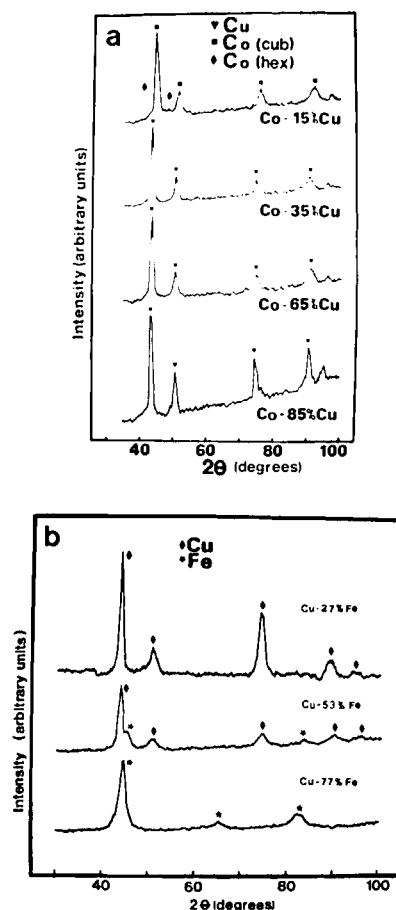 a
▼ Cu
▪ Co (cub)
♦ Co (hex)
Co - 15%Cu
Co - 35%Cu
Co - 65%Cu
Co - 85%Cu
Intensity (arbitrary units)
40 60 80 100
2θ (degrees)
b
♦Cu
*Fe
Cu-27%Fe
Cu-53% Fe
Cu-77% Fe
Intensity (arbitrary units)
40 60 80 100
2θ (degrees)